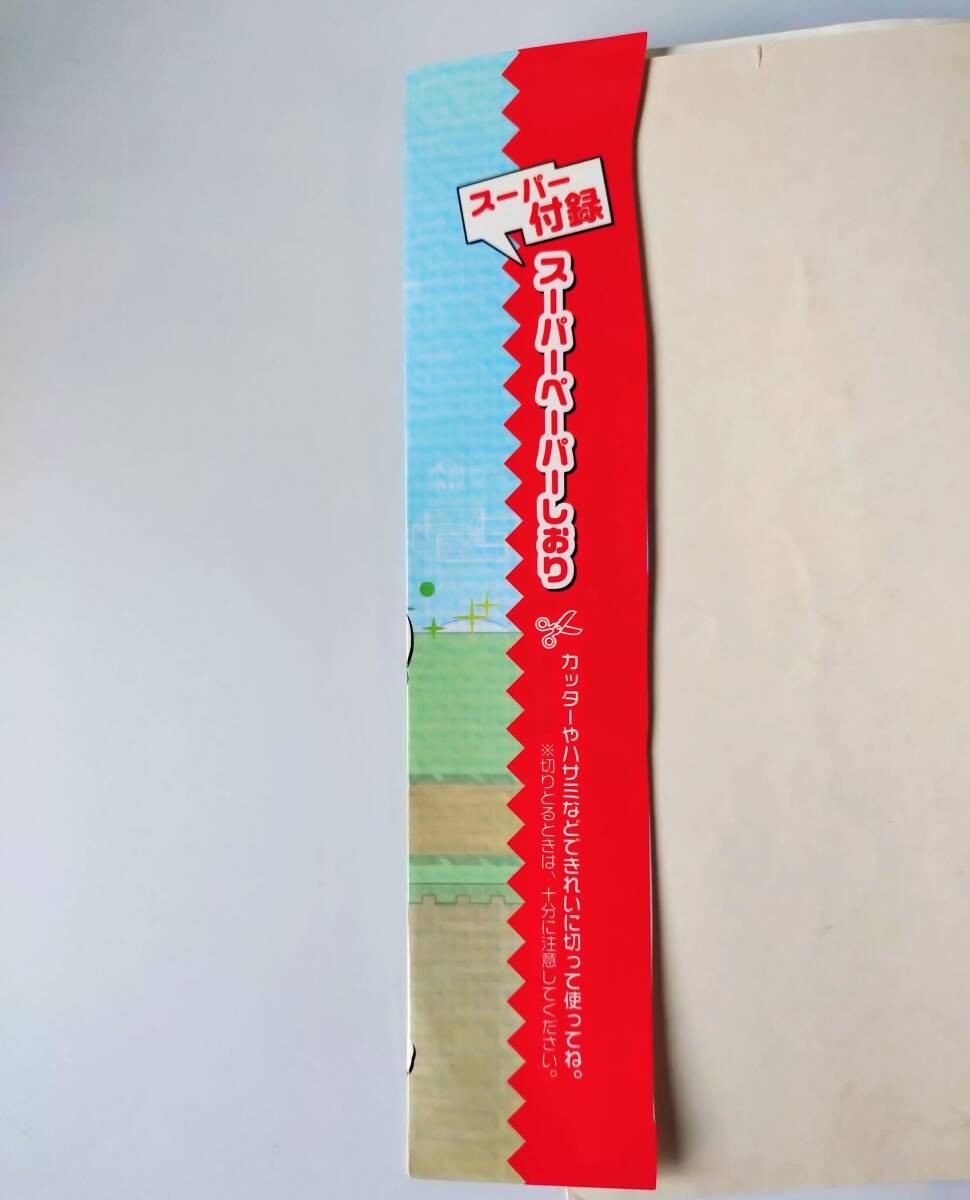 スーパー
付録
スーパーペーパーしおり
カッターやハサミなどできれいに切って使ってね。
※切りとるときは、十分に注意してください。